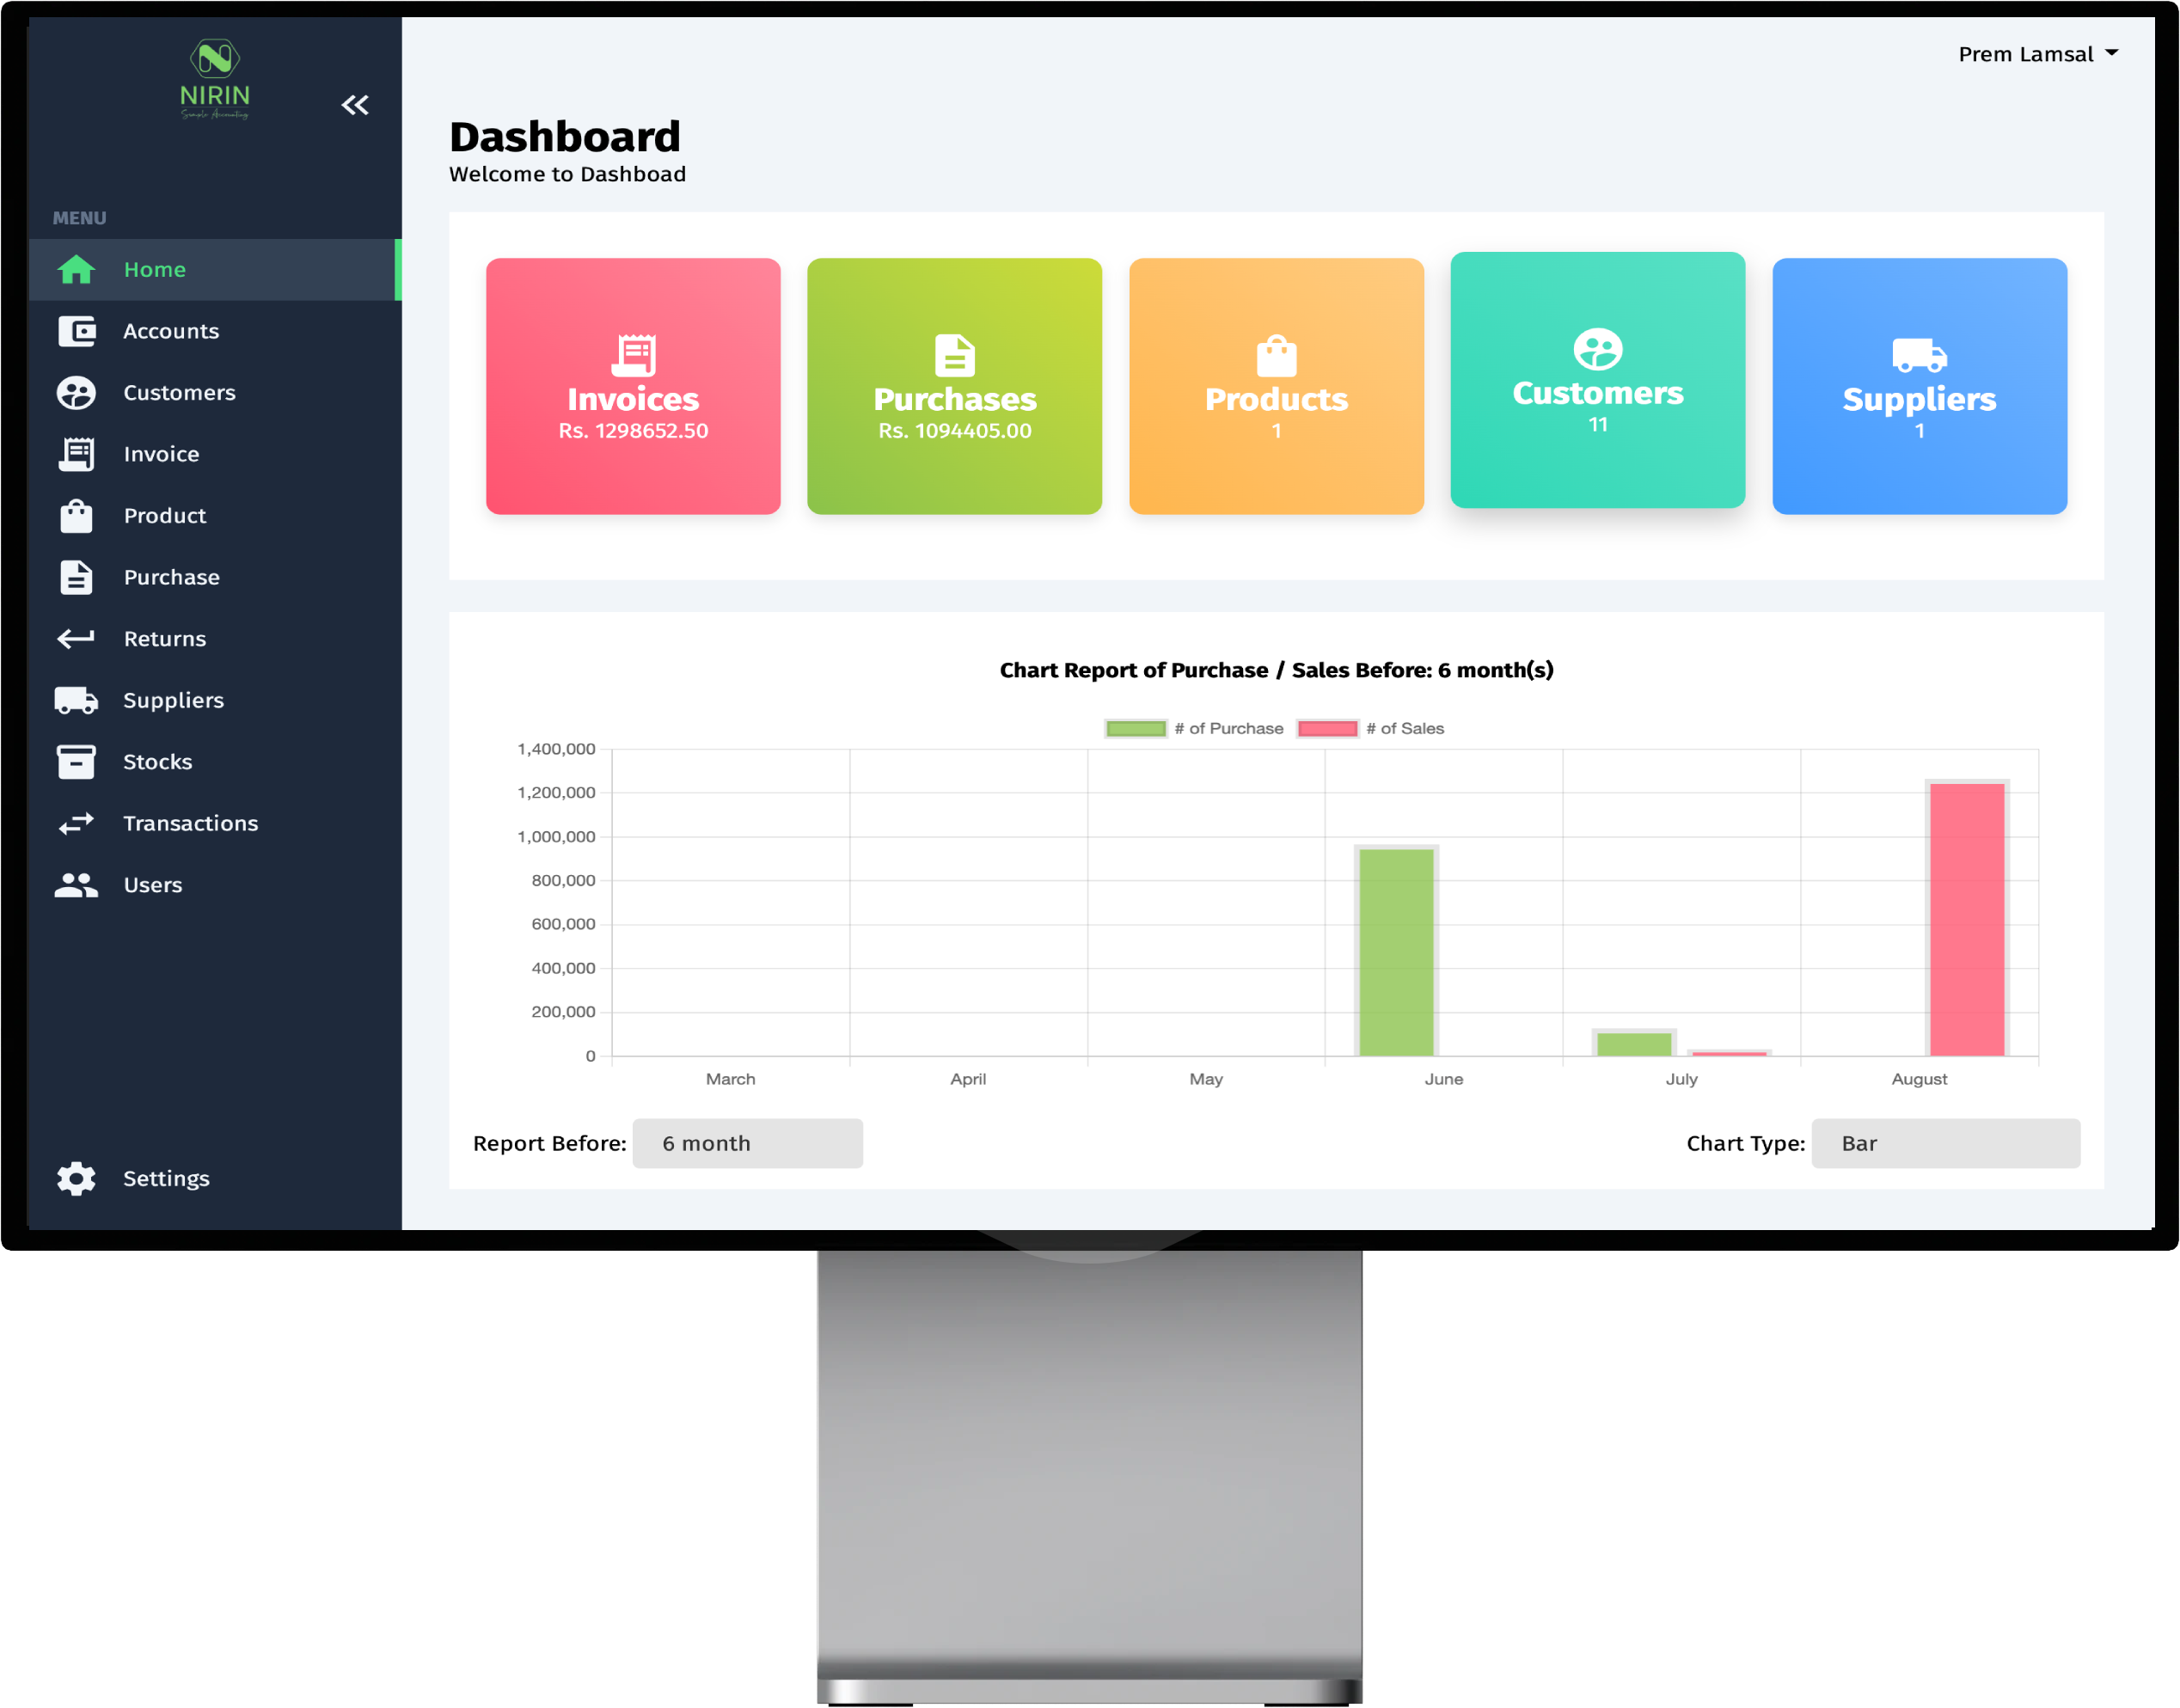 NIRIN
Simple Accounting
Prem Lamsal
Dashboard
Welcome to Dashboad
MENU
Home
Accounts
Customers
Invoice
Product
Purchase
Returns
Suppliers
Stocks
Transactions
Users
Settings
Invoices
Rs. 1298652.50
Purchases
Rs. 1094405.00
Products
1
Customers
11
Suppliers
1
Chart Report of Purchase / Sales Before: 6 month(s)
# of Purchase # of Sales
1,400,000
1,200,000
1,000,000
800,000
600,000
400,000
200,000
0
March April May June July August
Report Before: 6 month
Chart Type: Bar